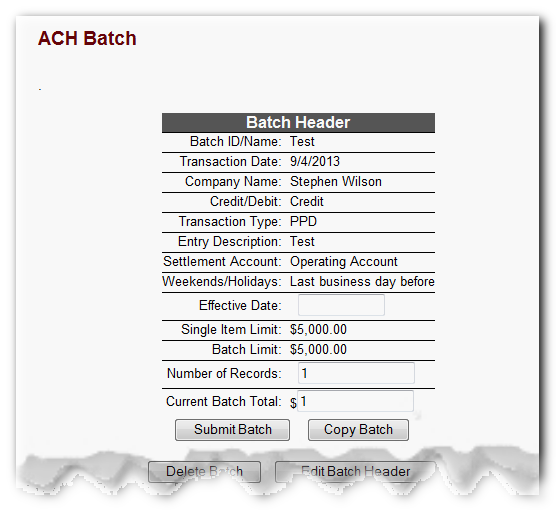 ACH Batch
.
Batch Header
Batch ID/Name: Test
Transaction Date: 9/4/2013
Company Name: Stephen Wilson
Credit/Debit: Credit
Transaction Type: PPD
Entry Description: Test
Settlement Account: Operating Account
Weekends/Holidays: Last business day before
Effective Date:
Single Item Limit: $5,000.00
Batch Limit: $5,000.00
Number of Records: 1
Current Batch Total: $ 1
Submit Batch Copy Batch
Delete Batch Edit Batch Header